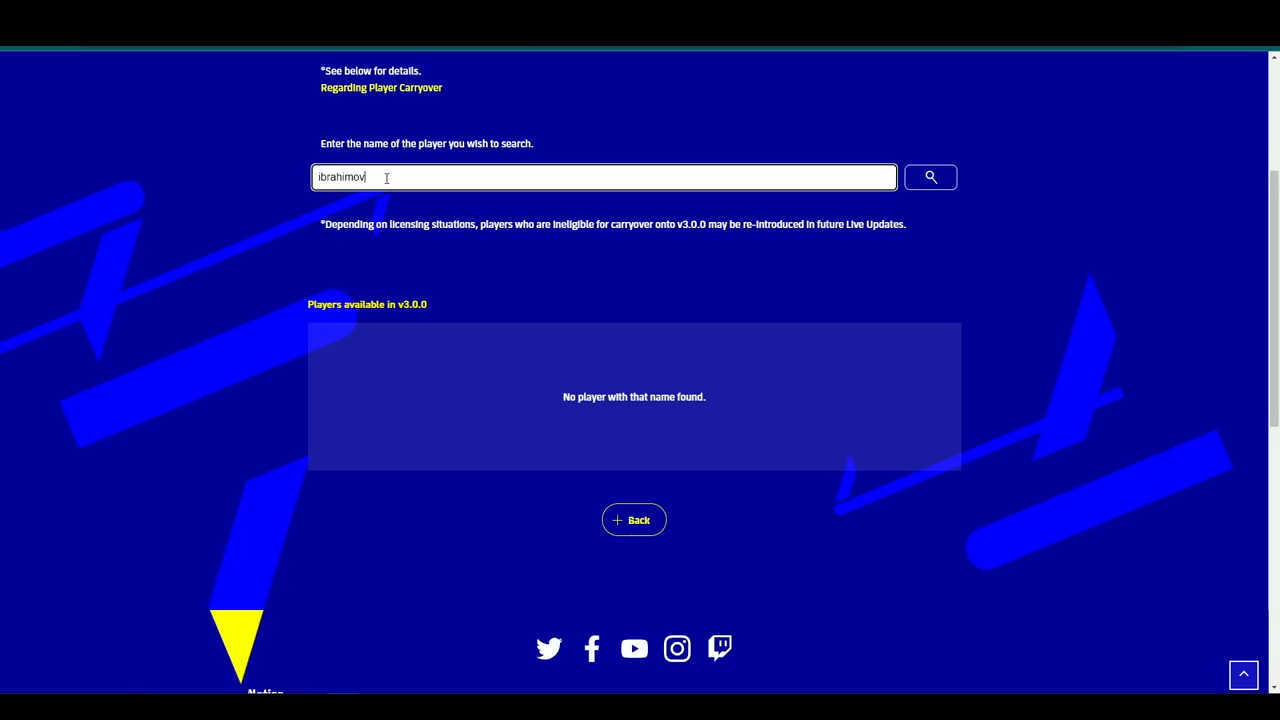 *See below for details.
Regarding Player Carryover
Enter the name of the player you wish to search.
ibrahimov
*Depending on licensing situations, players who are ineligible for carryover onto v3.0.0 may be re-introduced in future Live Updates.
Players available in v3.0.0
No player with that name found.
Back